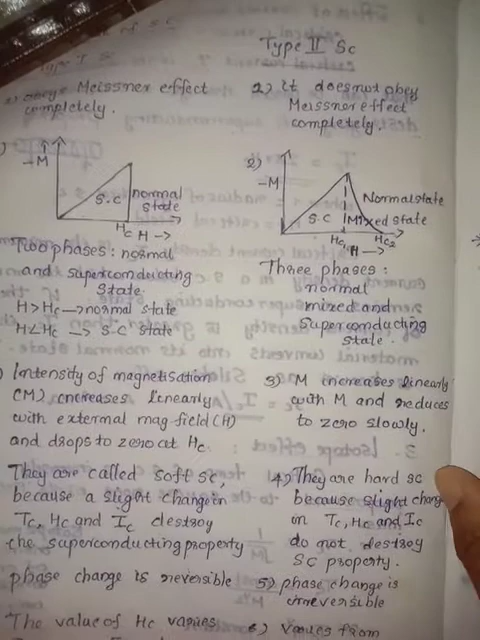 Type II Sc
obeys Meissner effect
completely.
2) it does not obey
Meissner effect
completely.
-M
S.C
normal
state
Hc H →
2)
-M
S.C
Normal state
Mixed state
Hc1 Hc2
H →
Two phases: normal
and supercomducting
state.
H>Hc → normal state
H<Hc → S.C state
Three phases:
normal
mixed and
superconducting
state.
Intensity of magnetisation
(M) increases linearly
with external mag. field (H)
and drops to zero at Hc
3) M increases linearly
with M and reduces
to zero slowly.
They are called soft SC,
because a slight change in
Tc, Hc and Ic destroy
the superconducting property
4) They are hard SC
because slight change
in Tc, Hc and Ic
do not destroy
SC property.
phase change is reversible
5) phase change is
irreversible
The value of Hc varies
6) varies from